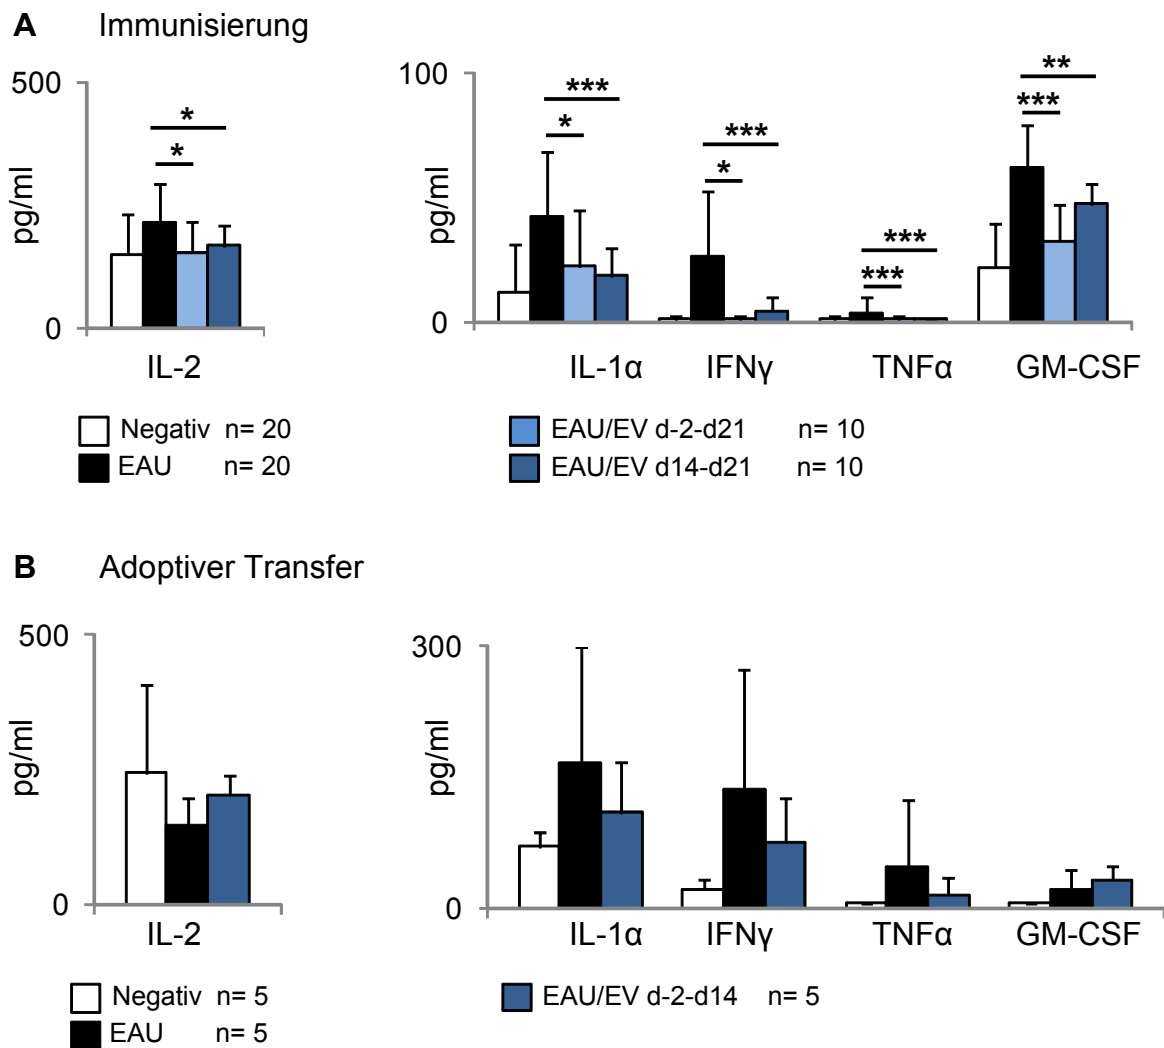 A Immunisierung
500
pg/ml
0
* *
IL-2
100
pg/ml
0
*** *
*** *
*** ***
** ***
IL-1α IFNγ TNFα GM-CSF
Negativ n= 20
EAU n= 20
EAU/EV d-2-d21 n= 10
EAU/EV d14-d21 n= 10
B Adoptiver Transfer
500
pg/ml
0
IL-2
300
pg/ml
0
IL-1α IFNγ TNFα GM-CSF
Negativ n= 5
EAU n= 5
EAU/EV d-2-d14 n= 5